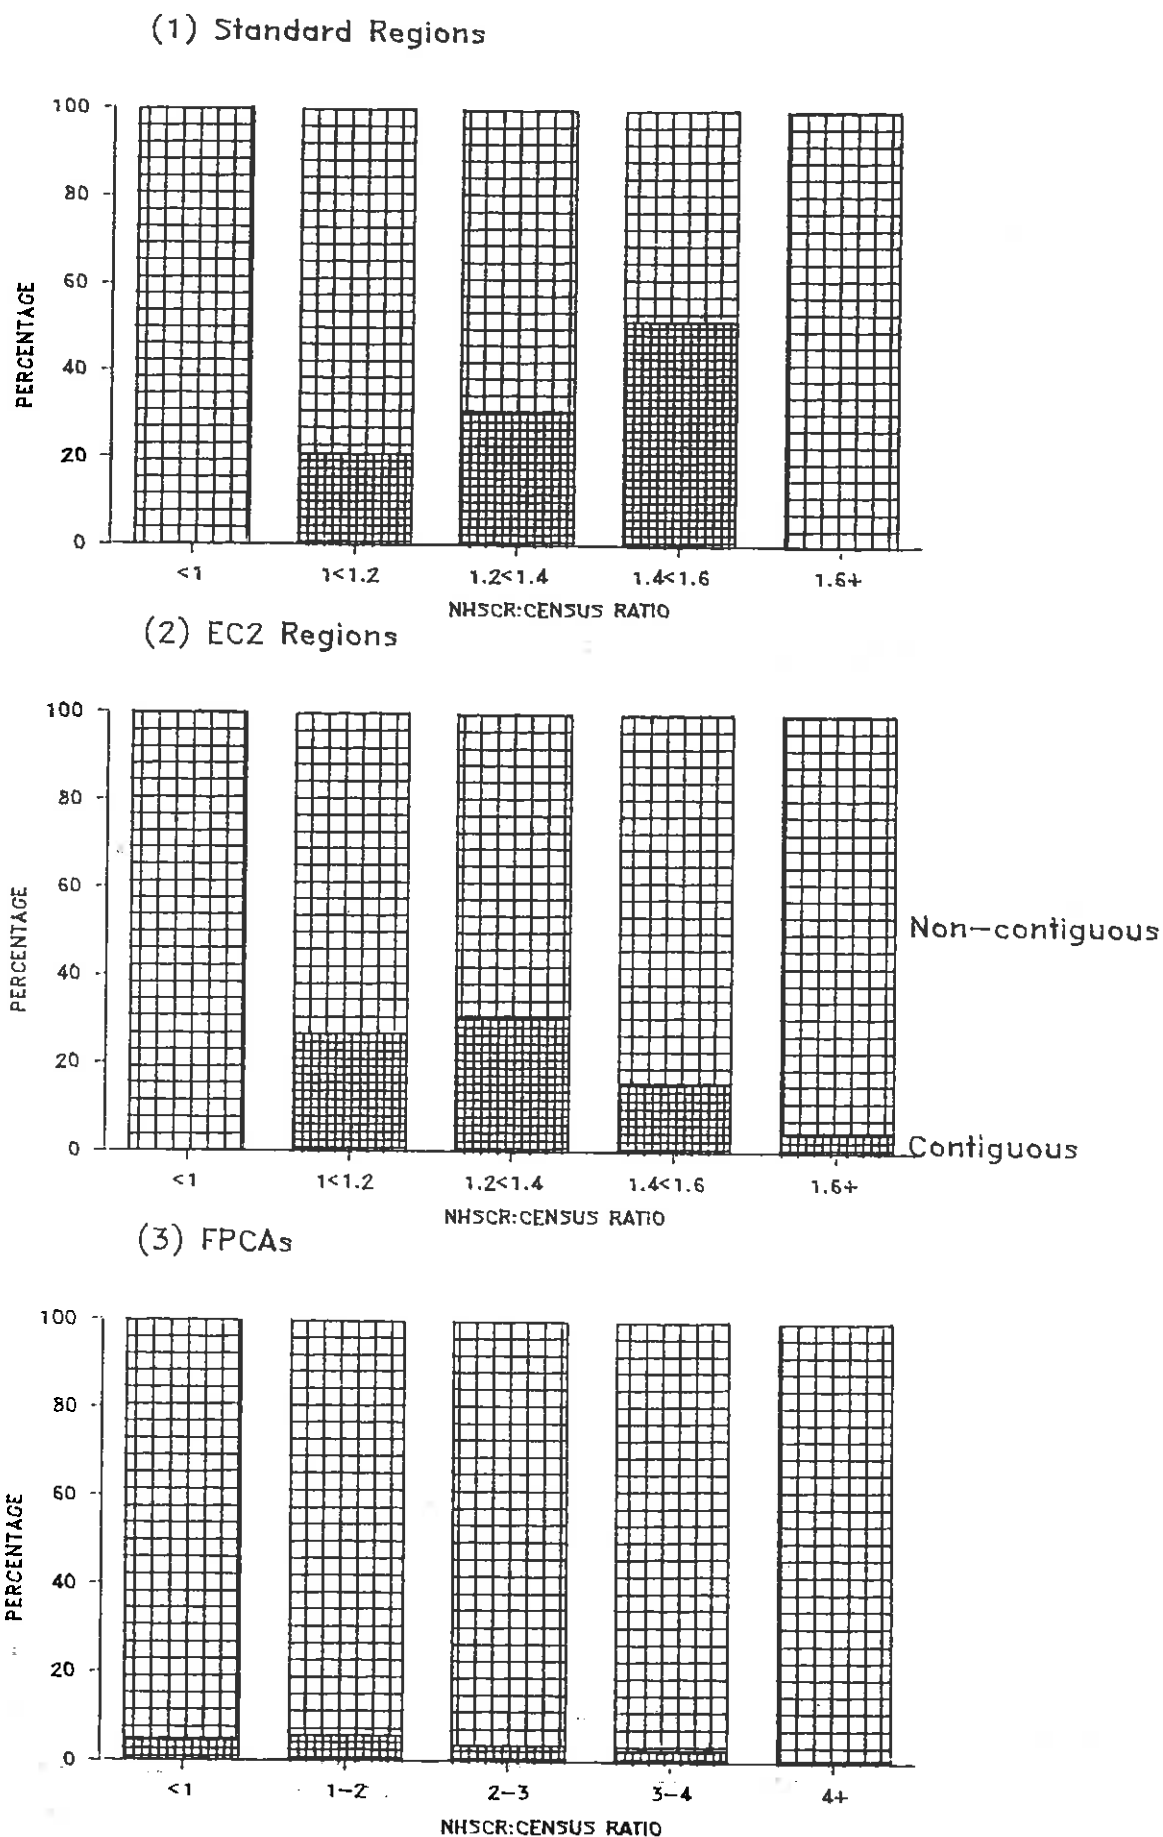 (1) Standard Regions
100
80
60
40
20
0
PERCENTAGE
<1 1<1.2 1.2<1.4 1.4<1.6 1.6+
NHSCR:CENSUS RATIO
(2) EC2 Regions
100
80
60
40
20
0
PERCENTAGE
Non-contiguous
Contiguous
<1 1<1.2 1.2<1.4 1.4<1.6 1.6+
NHSCR:CENSUS RATIO
(3) FPCAs
100
80
60
40
20
0
PERCENTAGE
<1 1-2 2-3 3-4 4+
NHSCR:CENSUS RATIO